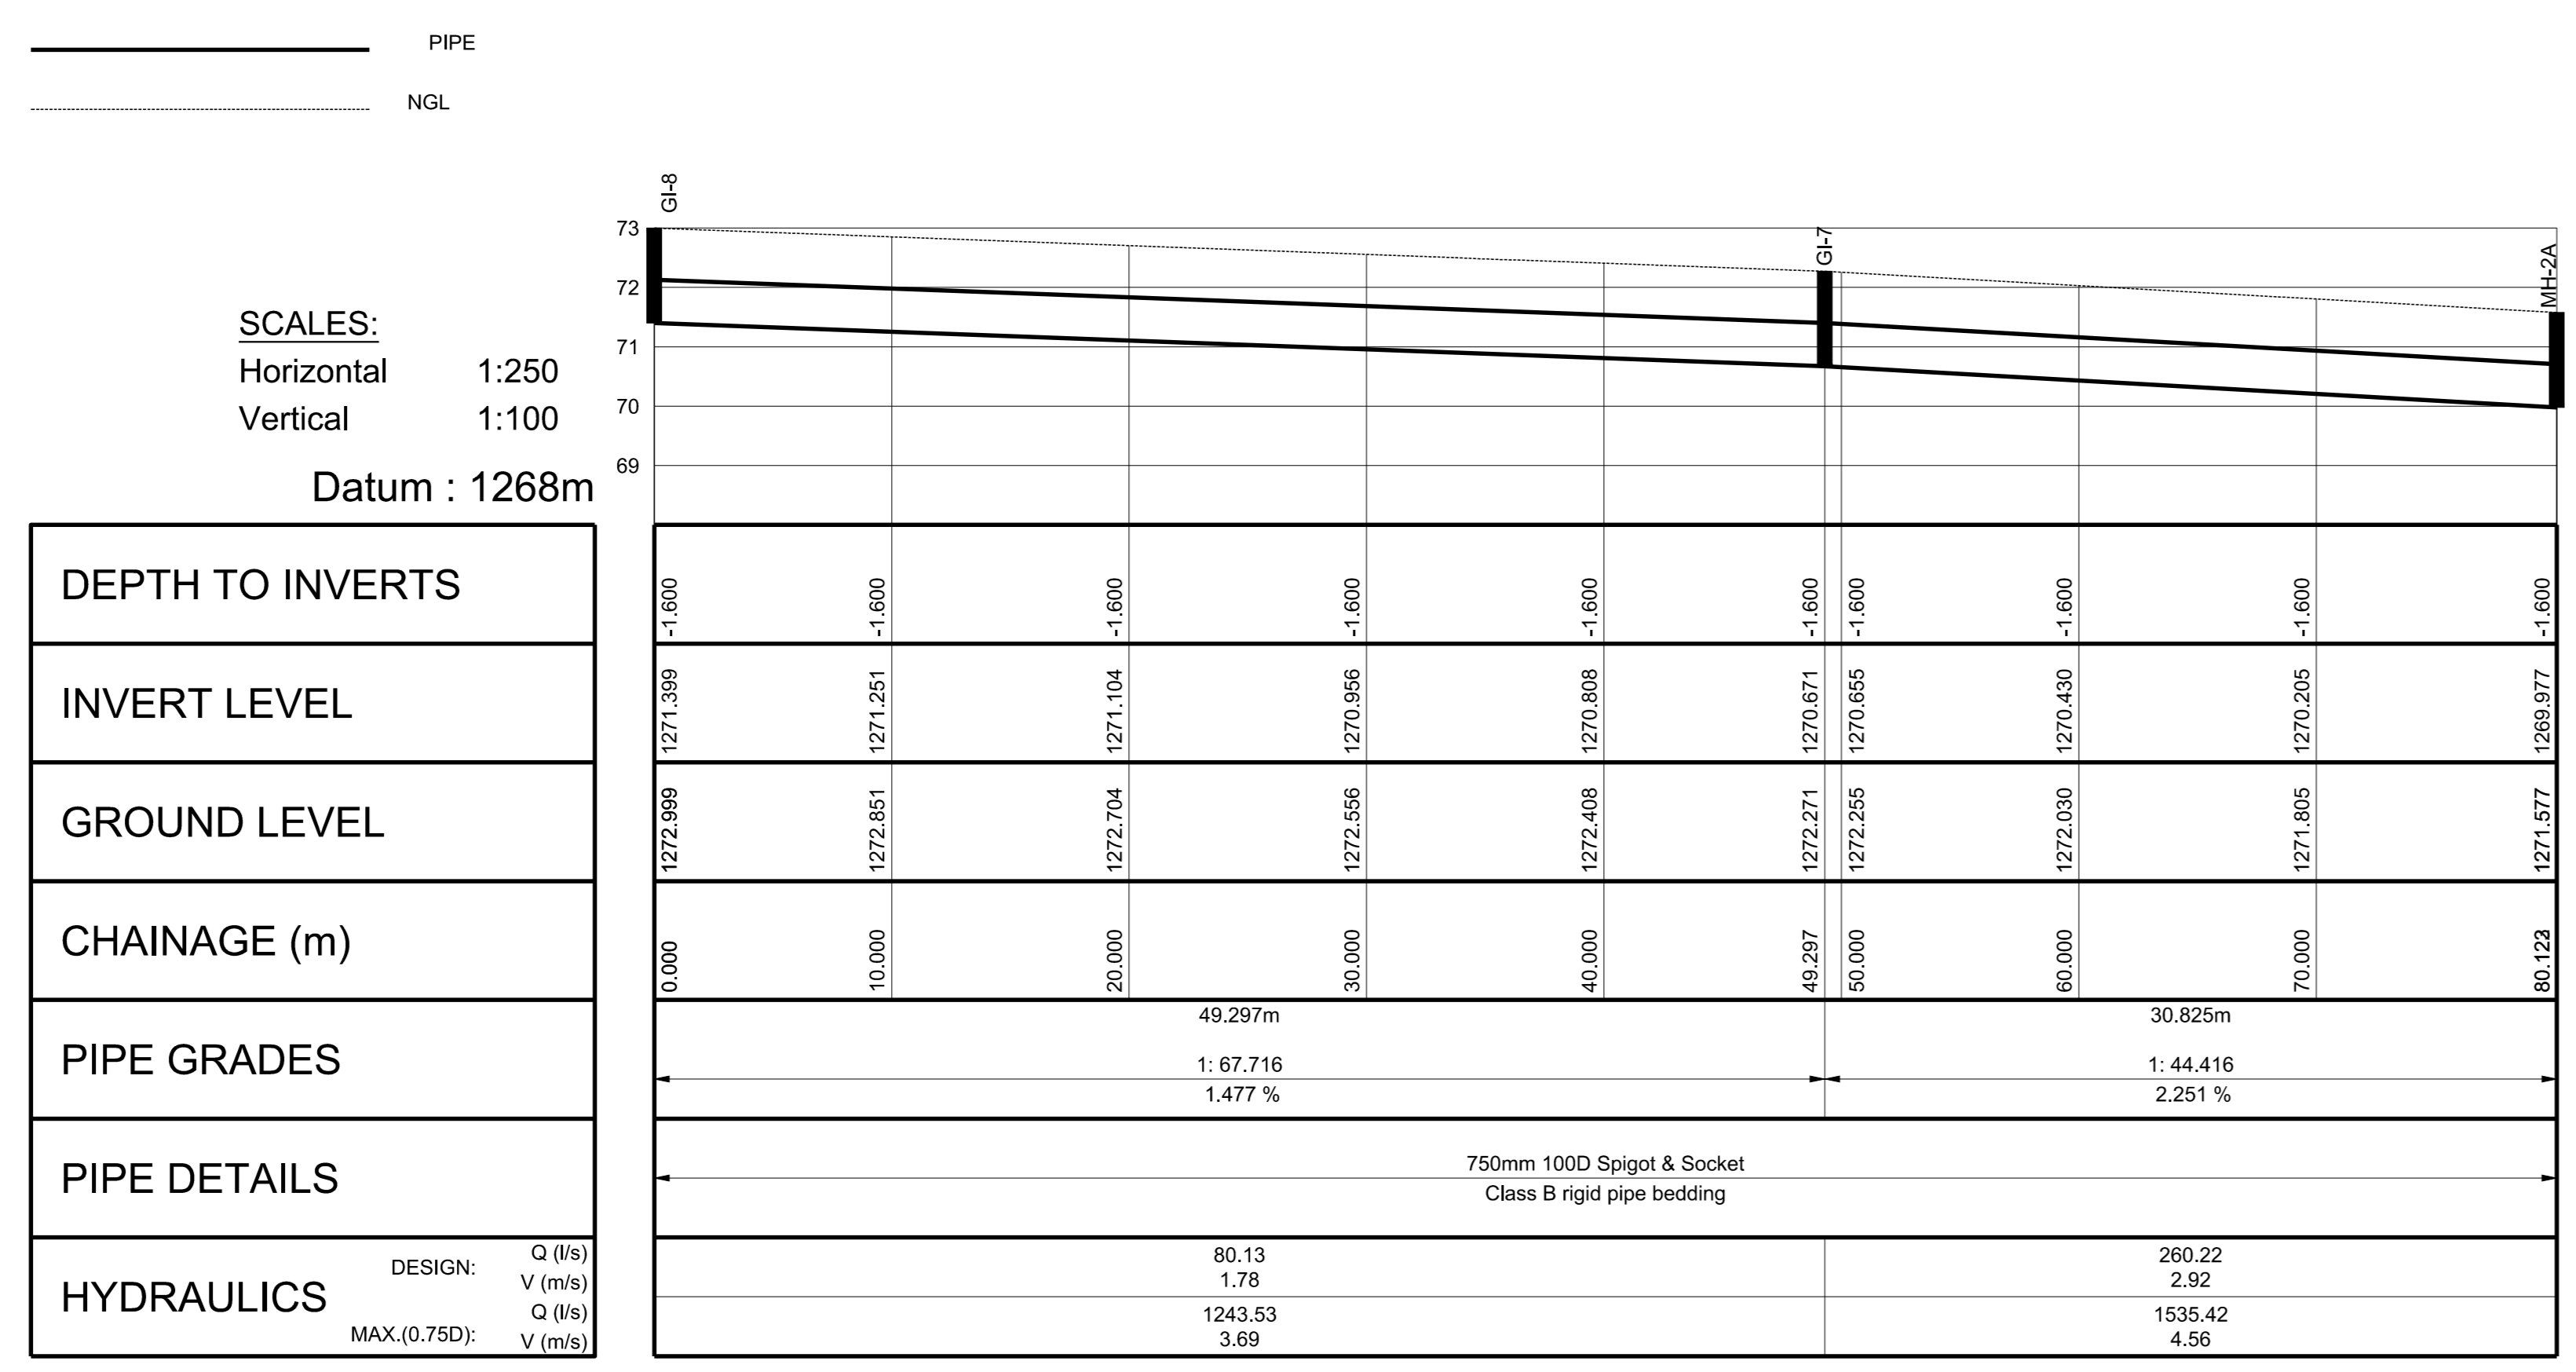 PIPE
NGL
GI-8
GI-7
MH-2A
73
72
71
70
69
SCALES:
Horizontal 1:250
Vertical 1:100
Datum : 1268m
DEPTH TO INVERTS -1.600 -1.600 -1.600 -1.600 -1.600 -1.600 -1.600 -1.600 -1.600 -1.600
INVERT LEVEL 1271.399 1271.251 1271.104 1270.956 1270.808 1270.671 1270.655 1270.430 1270.205 1269.977
GROUND LEVEL 1272.999 1272.851 1272.704 1272.556 1272.408 1272.271 1272.255 1272.030 1271.805 1271.577
CHAINAGE (m) 0.000 10.000 20.000 30.000 40.000 49.297 50.000 60.000 70.000
49.297m 30.825m
PIPE GRADES 1: 67.716 1: 44.416
1.477 % 2.251 %
PIPE DETAILS 750mm 100D Spigot & Socket
Class B rigid pipe bedding
HYDRAULICS
DESIGN: Q (l/s) 80.13 260.22
V (m/s) 1.78 2.92
MAX.(0.75D): Q (l/s) 1243.53 1535.42
V (m/s) 3.69 4.56